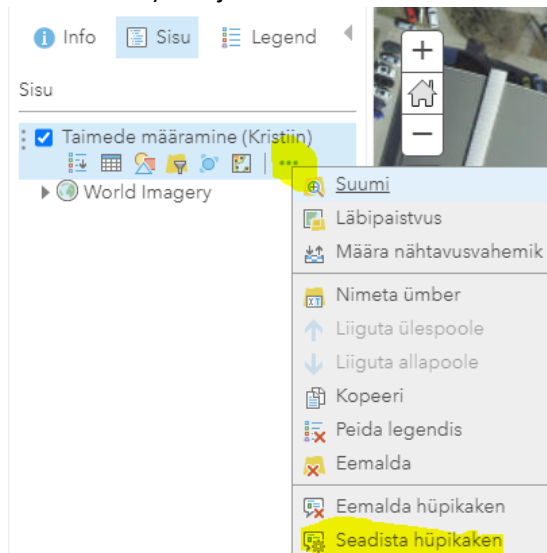 Info Sisu Legend
Sisu
Taimede määramine (Kristiin)
World Imagery
Suumi
Läbipaistvus
Määra nähtavusvahemik
Nimeta ümber
Liiguta ülespoole
Liiguta allapoole
Kopeeri
Peida legendis
Eemalda
Eemalda hüpikaken
Seadista hüpikaken